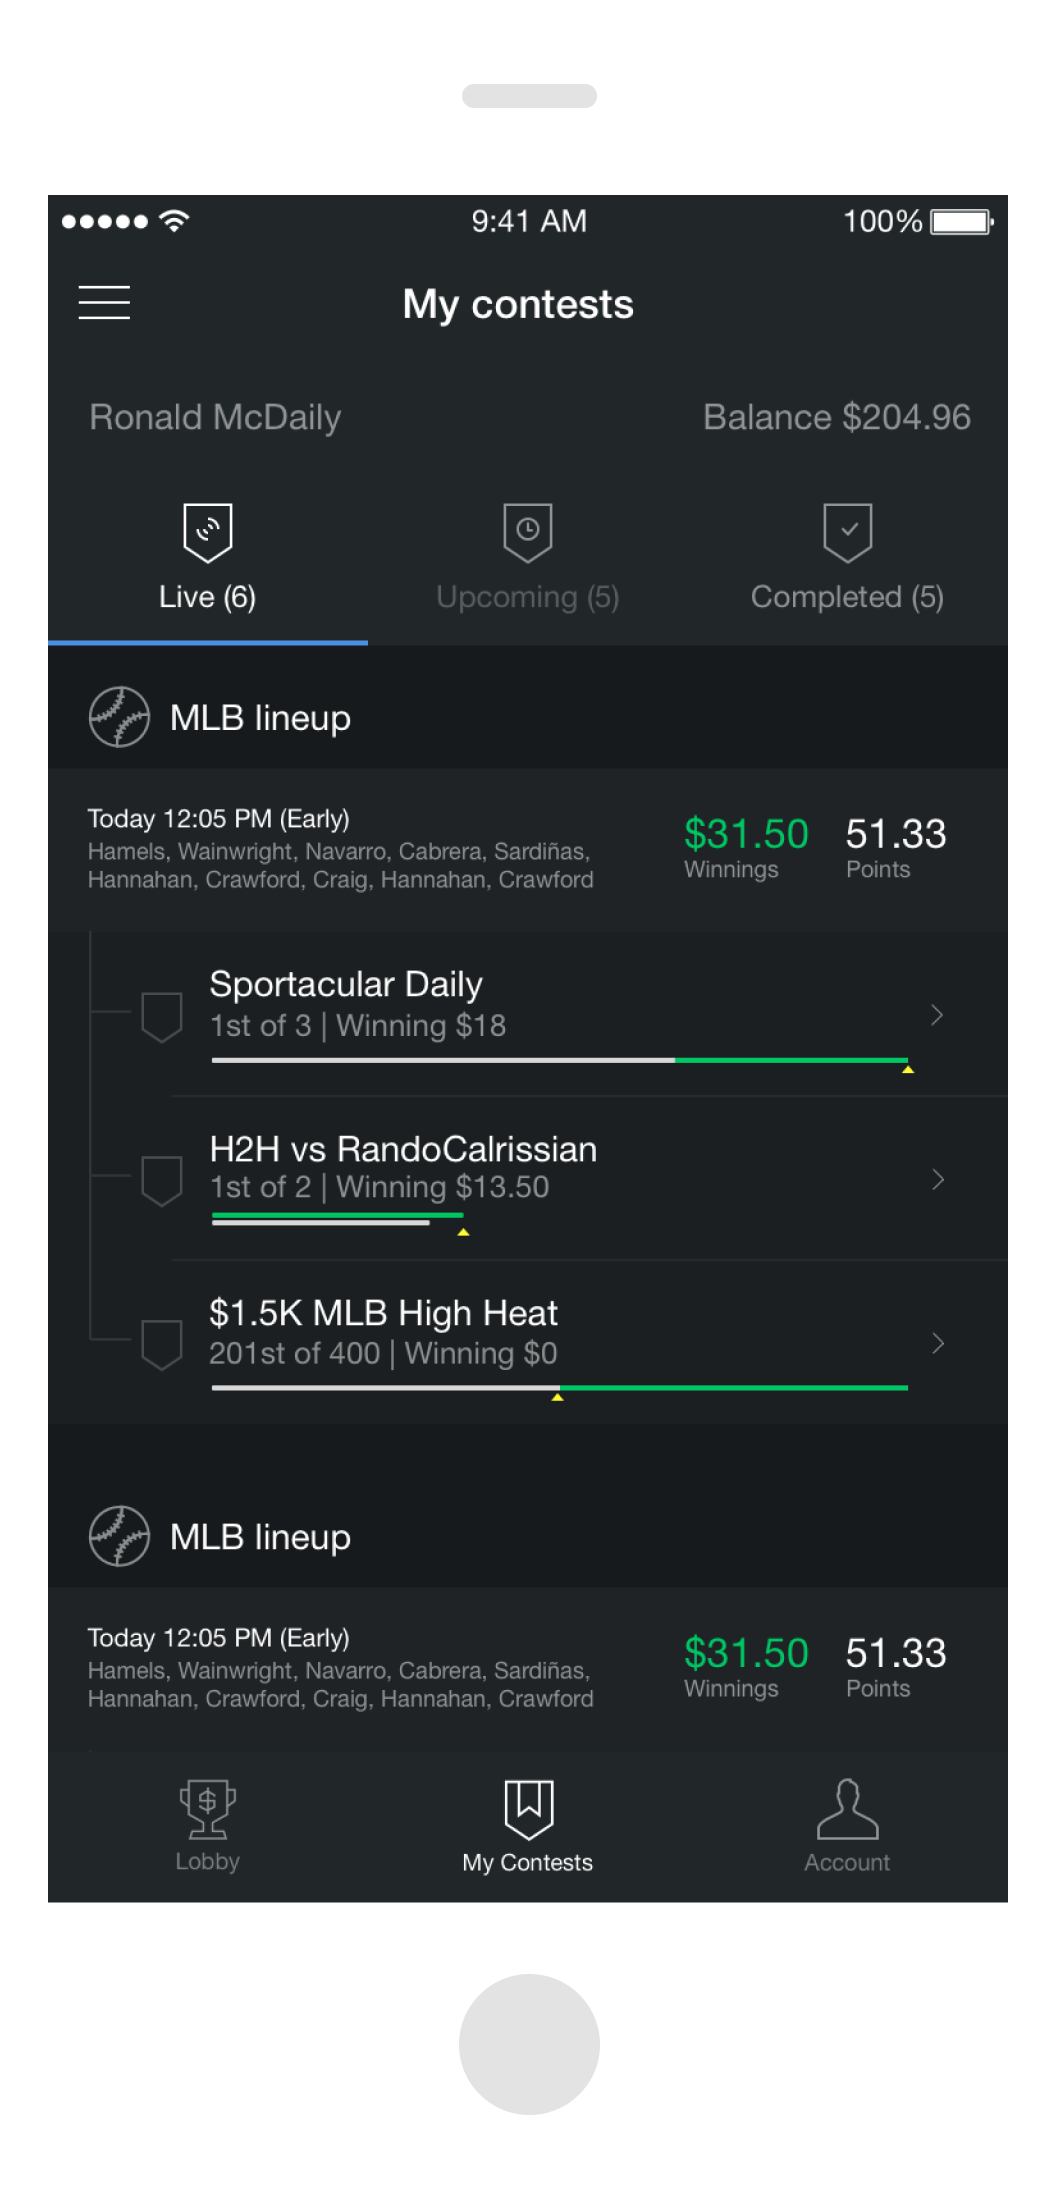 9:41 AM 100%
My contests
Ronald McDaily Balance $204.96
Live (6) Upcoming (5) Completed (5)
MLB lineup
Today 12:05 PM (Early)
Hamels, Wainwright, Navarro, Cabrera, Sardiñas,
Hannahan, Crawford, Craig, Hannahan, Crawford
$31.50 51.33
Winnings Points
Sportacular Daily
1st of 3 | Winning $18
H2H vs RandoCalrissian
1st of 2 | Winning $13.50
$1.5K MLB High Heat
201st of 400 | Winning $0
MLB lineup
Today 12:05 PM (Early)
Hamels, Wainwright, Navarro, Cabrera, Sardiñas,
Hannahan, Crawford, Craig, Hannahan, Crawford
$31.50 51.33
Winnings Points
Lobby My Contests Account